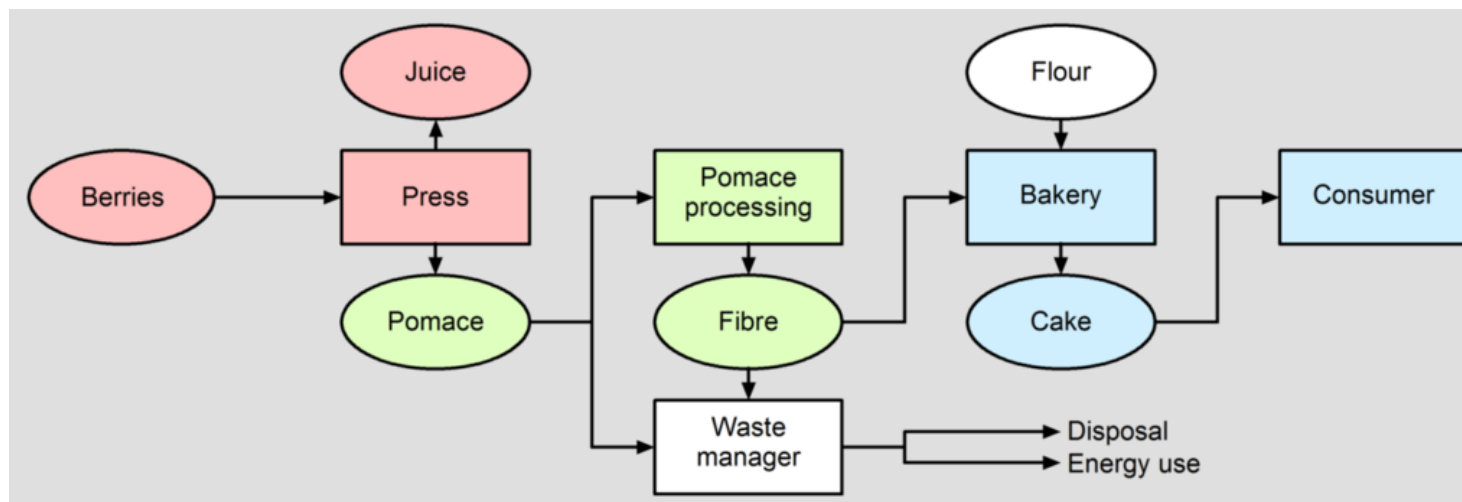 Juice
Flour
Berries
Press
Pomace
processing
Bakery
Consumer
Pomace
Fibre
Cake
Waste
manager
Disposal
Energy use